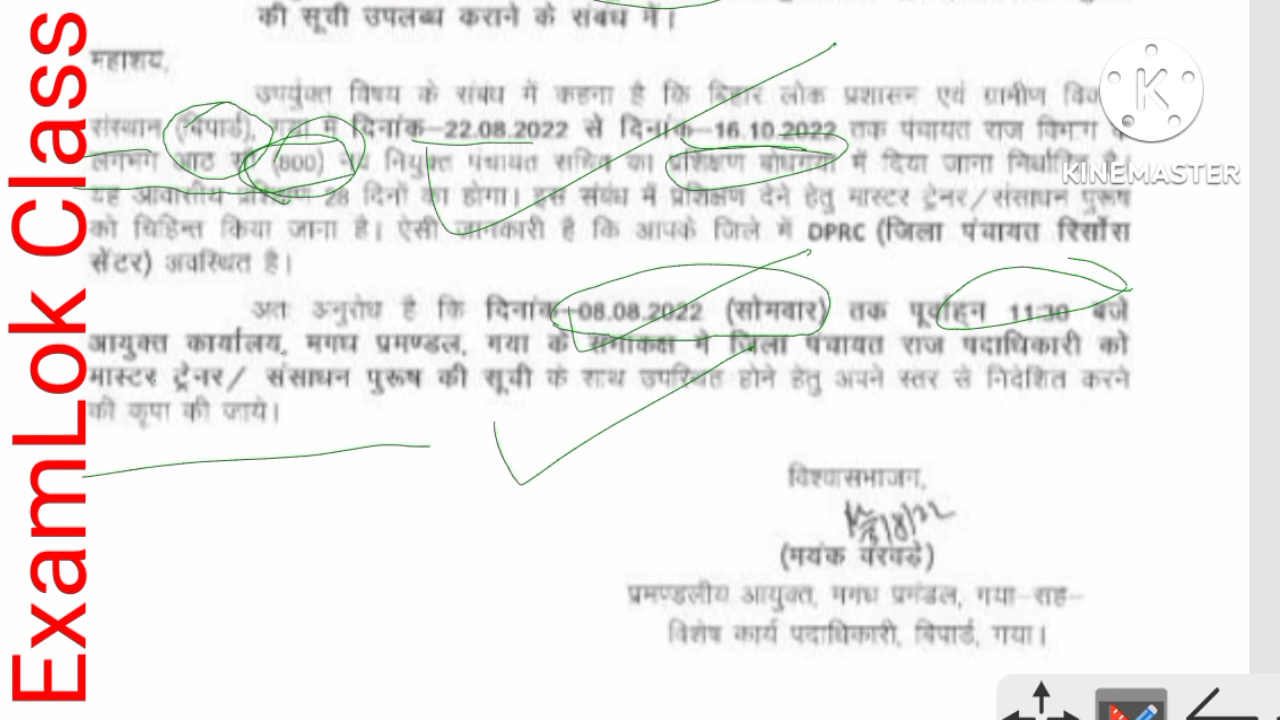 की सूची उपलब्ध कराने के संबंध में।
महाशय,
उपर्युक्त विषय के संबंध में कहना है कि बिहार लोक प्रशासन एवं ग्रामीण
संस्थान (बिपार्ड), गया में दिनांक-22.08.2022 से दिनांक-16.10.2022 तक पंचायत राज विभाग
लगभग आठ सौ (800) नव नियुक्त पंचायत सचिव का प्रशिक्षण बोधगया में दिया जाना निर्धारित
यह आवासीय प्रशिक्षण 28 दिनों का होगा। इस संबंध में प्रशिक्षण देने हेतु मास्टर ट्रेनर/संसाधन पुरूष
को चिन्हित किया जाना है। ऐसी जानकारी है कि आपके जिले में DPRC (जिला पंचायत रिर्सोरा
सेंटर) अवस्थित है।
अतः अनुरोध है कि दिनांक-08.08.2022 (सोमवार) तक पूर्वाहन 11:30 बजे
आयुक्त कार्यालय, मगध प्रमण्डल, गया के समीक्षा में जिला पंचायत राज पदाधिकारी को
मास्टर ट्रेनर/ संसाधन पुरूष की सूची के साथ उपस्थित होने हेतु अपने स्तर से निदेशित करने
की कृपा की जाये।
विश्वासभाजन,
(मयंक वरवड़े)
प्रमण्डलीय आयुक्त, मगध प्रमंडल, गया-सह-
विशेष कार्य पदाधिकारी, बिपार्ड, गया।
ExamLok Class
K
KINEMASTER